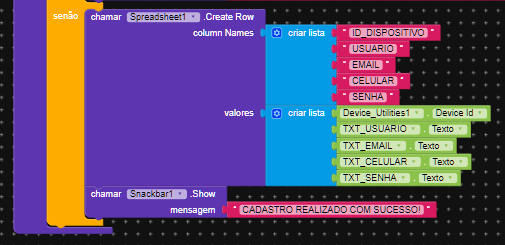 senão chamar Spreadsheet1 .Create Row
column Names criar lista " ID_DISPOSITIVO "
" USUARIO "
" EMAIL "
" CELULAR "
" SENHA "
valores criar lista Device_Utilities1 . Device Id
TXT_USUARIO . Texto
TXT_EMAIL . Texto
TXT_CELULAR . Texto
TXT_SENHA . Texto
chamar Snackbar1 .Show
mensagem " CADASTRO REALIZADO COM SUCESSO! "